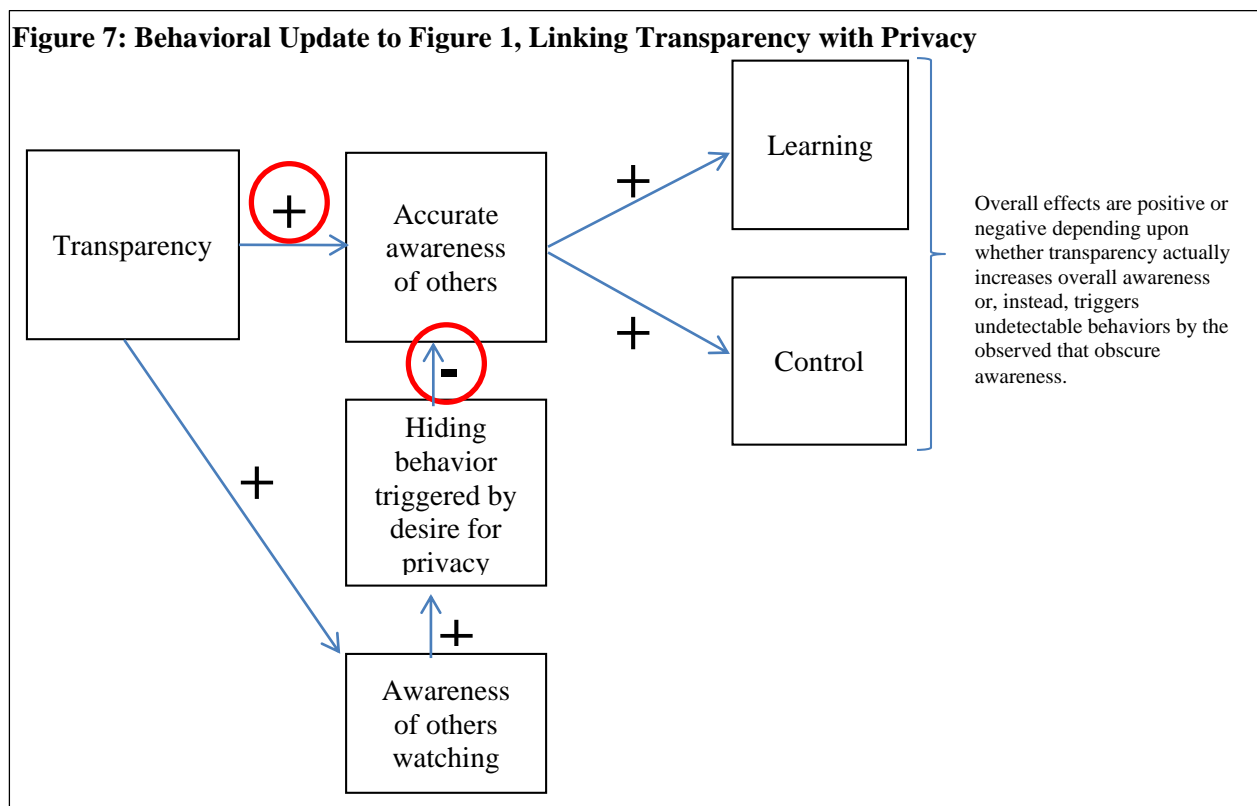 Figure 7: Behavioral Update to Figure 1, Linking Transparency with Privacy
Transparency
+
Accurate
awareness
of others
+
Learning
+
Control
Overall effects are positive or
negative depending upon
whether transparency actually
increases overall awareness
or, instead, triggers
undetectable behaviors by the
observed that obscure
awareness.
-
Hiding
behavior
triggered by
desire for
privacy
+
+
Awareness
of others
watching